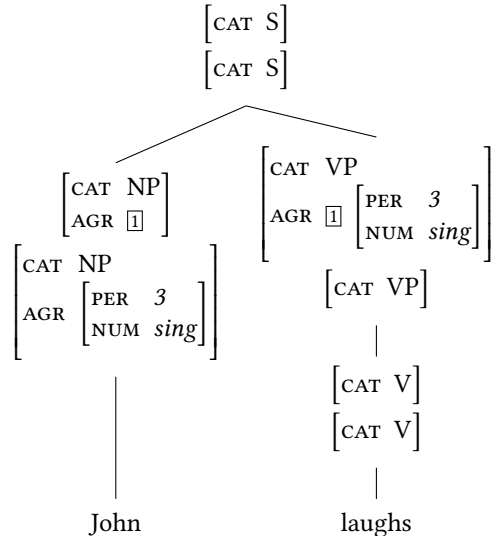 [CAT S]
[CAT S]
[CAT NP
AGR 1]
[CAT NP
AGR [PER 3
NUM sing]]
John
[CAT VP
AGR 1 [PER 3
NUM sing]]
[CAT VP]
[CAT V]
[CAT V]
laughs